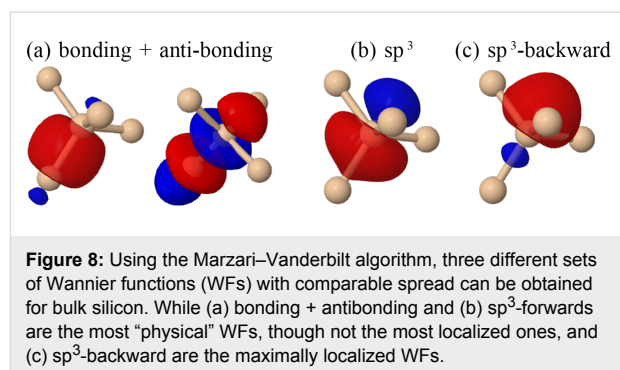 (a) bonding + anti-bonding (b) sp³ (c) sp³-backward
Figure 8: Using the Marzari–Vanderbilt algorithm, three different sets
of Wannier functions (WFs) with comparable spread can be obtained
for bulk silicon. While (a) bonding + antibonding and (b) sp³-forwards
are the most “physical” WFs, though not the most localized ones, and
(c) sp³-backward are the maximally localized WFs.